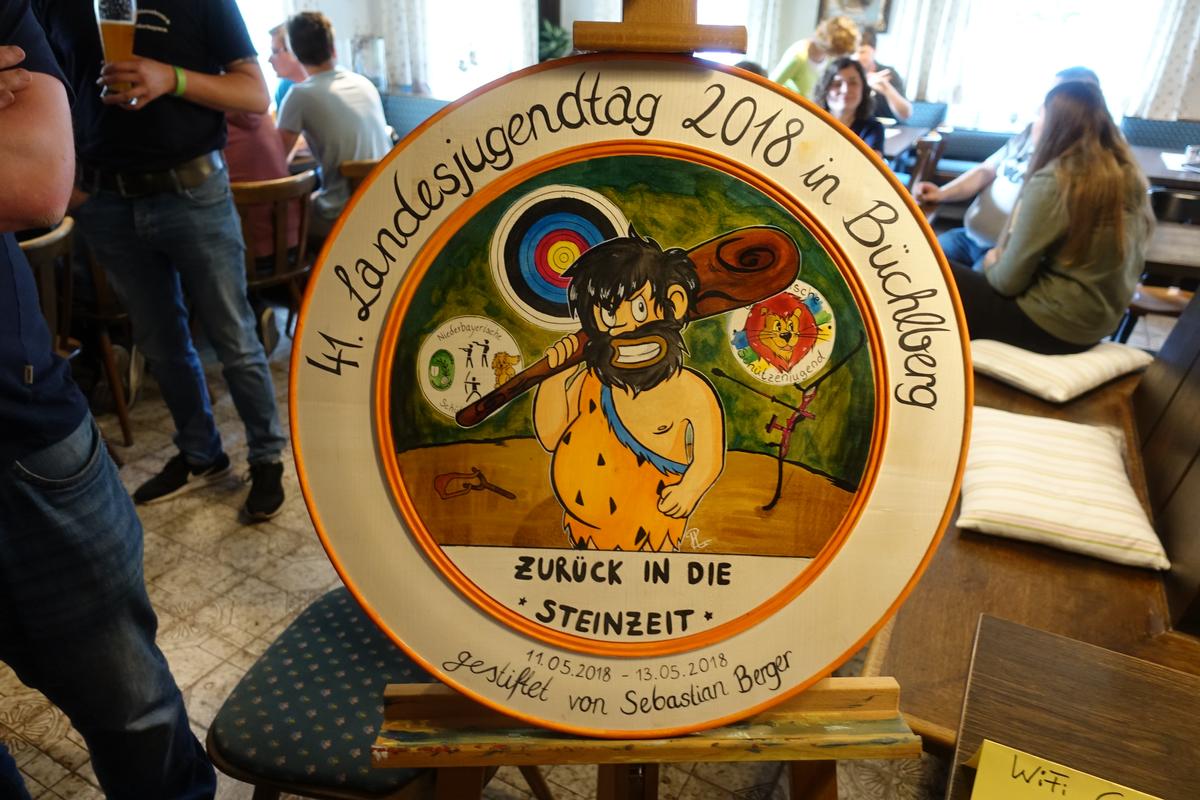 41. Landesjugendtag 2018 in Büchlberg
Niederbayerische
Schützenjugend
ZURÜCK IN DIE
* STEINZEIT *
11.05.2018 - 13.05.2018
gestiftet von Sebastian Berger
WiFi